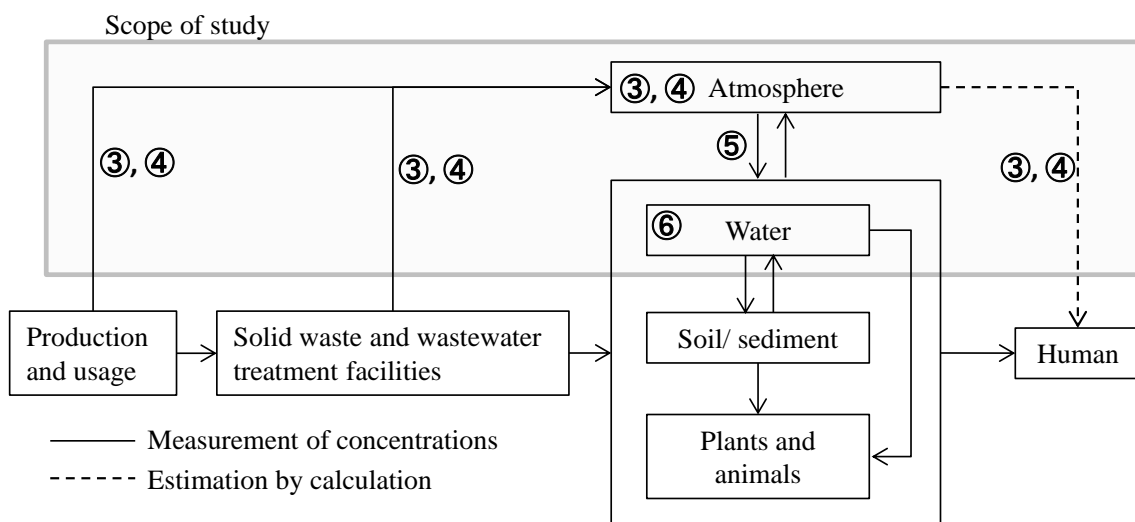 Scope of study
③, ④ Atmosphere
③, ④
③, ④
⑤
③, ④
⑥ Water
Production
and usage
Solid waste and wastewater
treatment facilities
Soil/ sediment
Human
Plants and
animals
Measurement of concentrations
Estimation by calculation